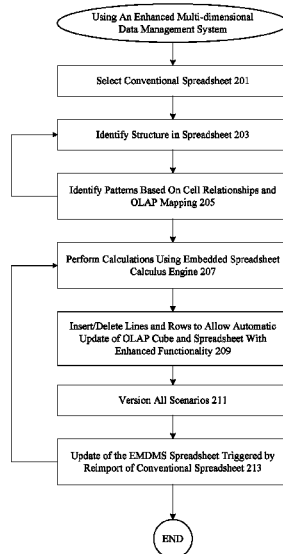 Using An Enhanced Multi-dimensional
Data Management System
Select Conventional Spreadsheet 201
Identify Structure in Spreadsheet 203
Identify Patterns Based On Cell Relationships and
OLAP Mapping 205
Perform Calculations Using Embedded Spreadsheet
Calculus Engine 207
Insert/Delete Lines and Rows to Allow Automatic
Update of OLAP Cube and Spreadsheet With
Enhanced Functionality 209
Version All Scenarios 211
Update of the EMDMS Spreadsheet Triggered by
Reimport of Conventional Spreadsheet 213
END